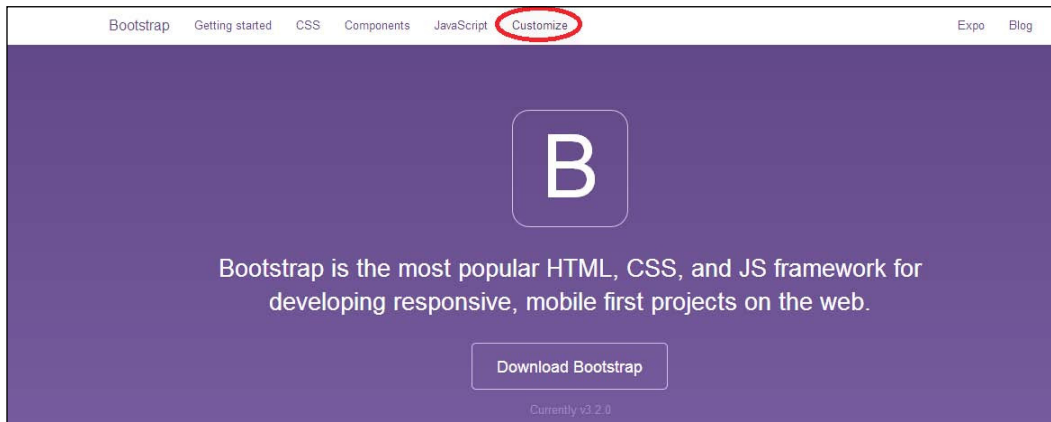 Bootstrap Getting started CSS Components JavaScript Customize Expo Blog
B
Bootstrap is the most popular HTML, CSS, and JS framework for
developing responsive, mobile first projects on the web.
Download Bootstrap
Currently v3.2.0